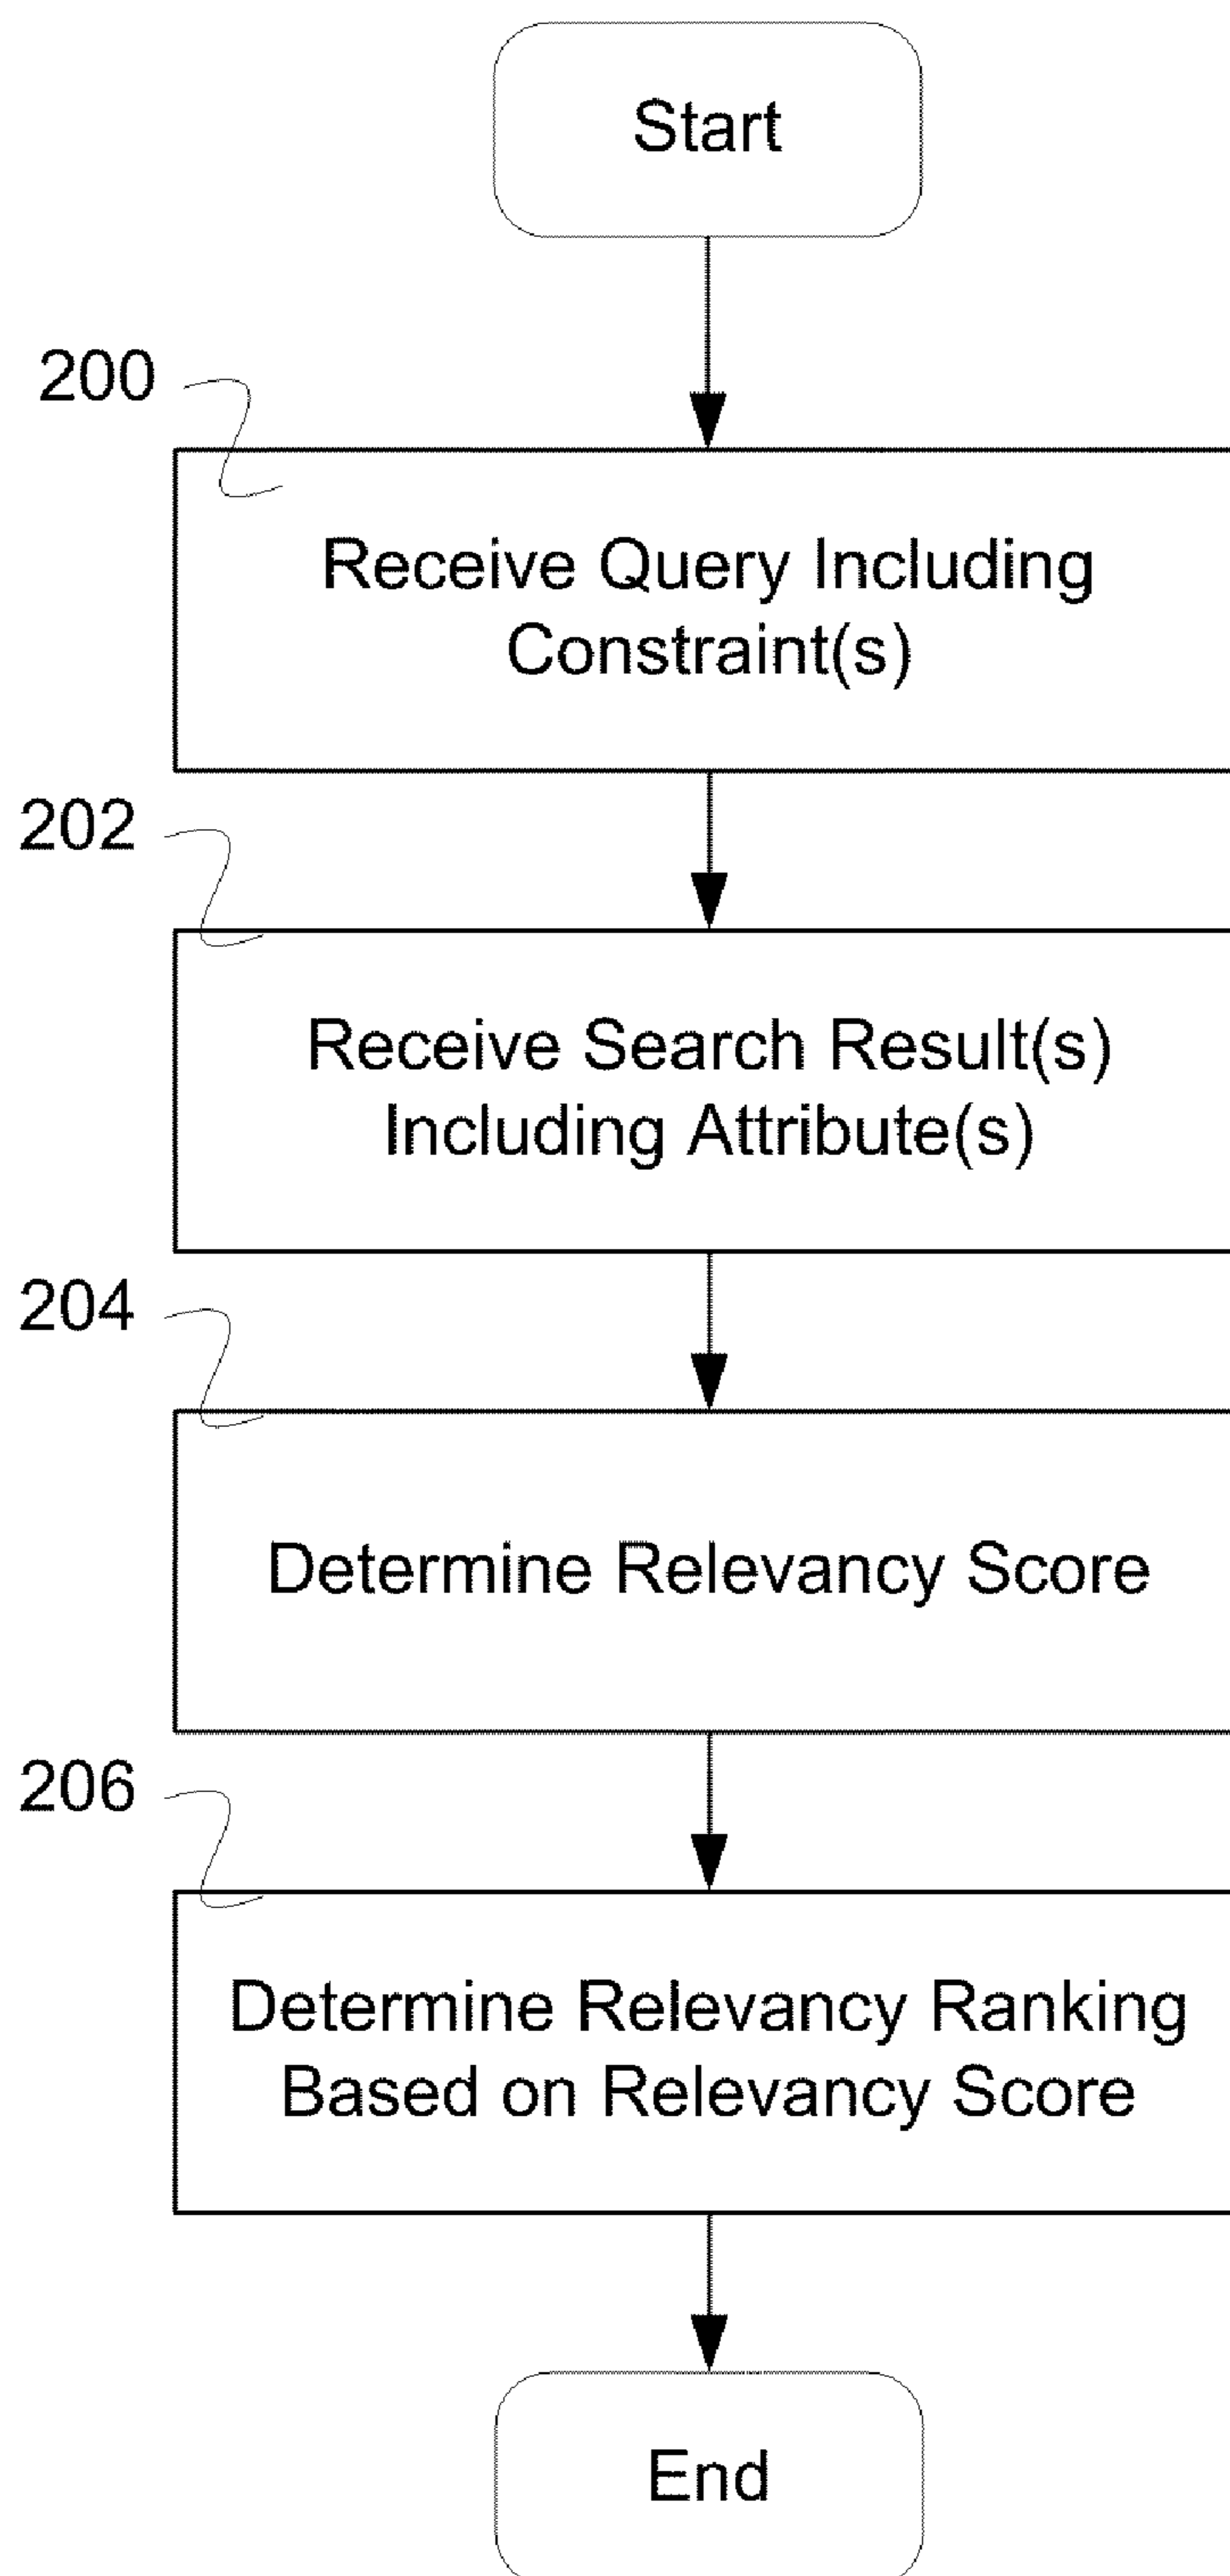 Start
200
Receive Query Including
Constraint(s)
202
Receive Search Result(s)
Including Attribute(s)
204
Determine Relevancy Score
206
Determine Relevancy Ranking
Based on Relevancy Score
End